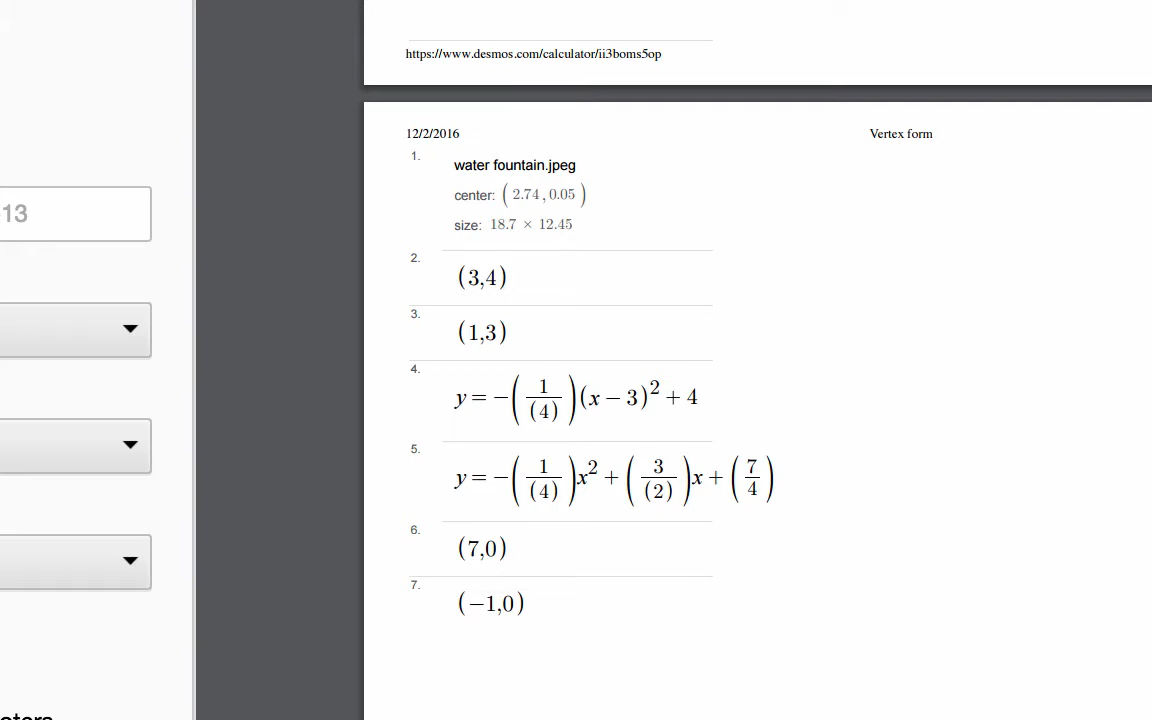 https://www.desmos.com/calculator/ii3boms5op
12/2/2016 Vertex form
1. water fountain.jpeg
center: (2.74, 0.05)
size: 18.7 × 12.45
2. (3,4)
3. (1,3)
4. y = −(1/(4))(x − 3)² + 4
5. y = −(1/(4))x² + (3/(2))x + (7/4)
6. (7,0)
7. (−1,0)
13